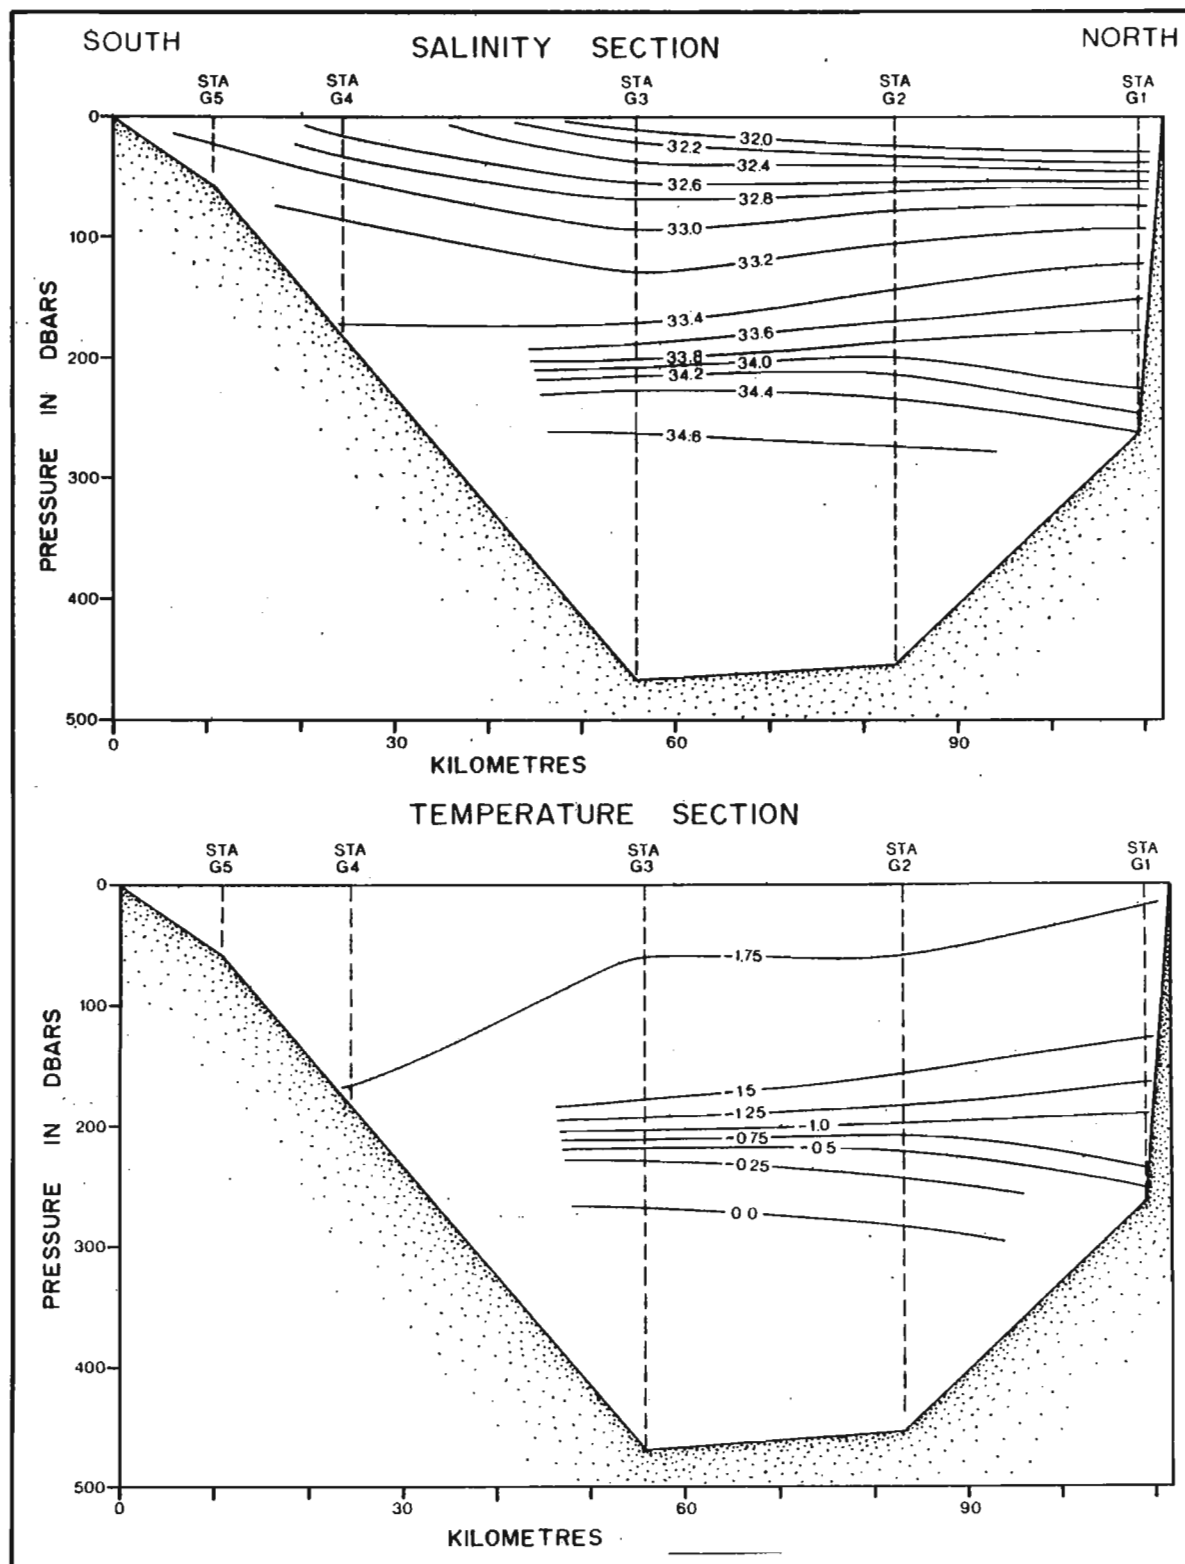 SOUTH
SALINITY SECTION
NORTH
STA G5
STA G4
STA G3
STA G2
STA G1
0
100
200
300
400
500
PRESSURE IN DBARS
32.0
32.2
32.4
32.6
32.8
33.0
33.2
33.4
33.6
33.8
34.0
34.2
34.4
34.6
0
30
60
90
KILOMETRES
TEMPERATURE SECTION
STA G5
STA G4
STA G3
STA G2
STA G1
0
100
200
300
400
500
PRESSURE IN DBARS
-1.75
-1.5
-1.25
-1.0
-0.75
-0.5
-0.25
0.0
0
30
60
90
KILOMETRES